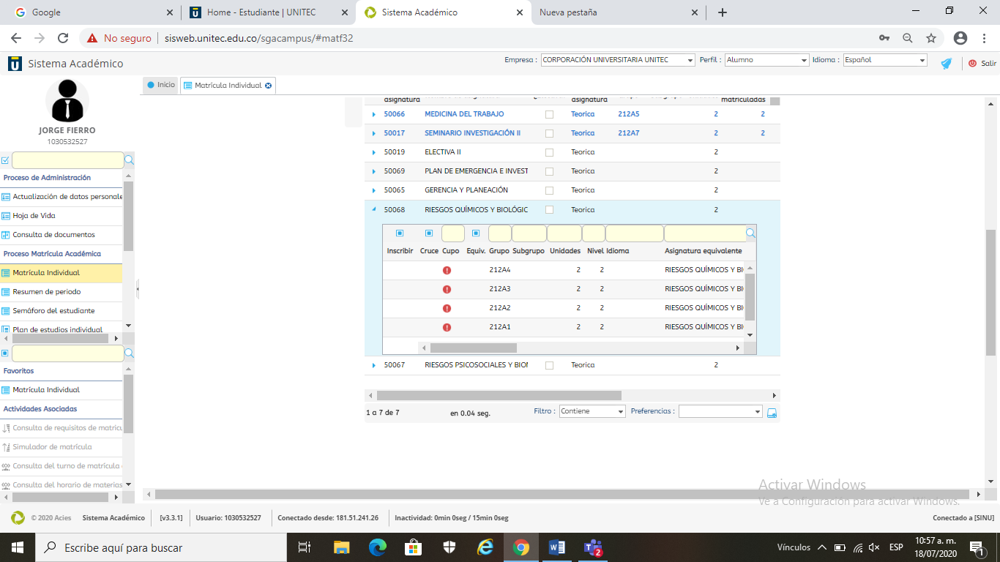 Google
Home - Estudiante | UNITEC
Sistema Académico
Nueva pestaña
No seguro | sisweb.unitec.edu.co/sgacampus/#matf32
Sistema Académico
Empresa : CORPORACIÓN UNIVERSITARIA UNITEC Perfil : Alumno Idioma : Español Salir
Inicio Matrícula Individual
JORGE FIERRO
1030532527
Proceso de Administración
Actualización de datos personale
Hoja de Vida
Consulta de documentos
Proceso Matrícula Académica
Matrícula Individual
Resumen de periodo
Semáforo del estudiante
Plan de estudios individual
Favoritos
Matrícula Individual
Actividades Asociadas
Consulta de requisitos de matricu
Simulador de matrícula
Consulta del turno de matrícula
Consulta del horario de materias
asignatura asignatura matriculadas
50066 MEDICINA DEL TRABAJO Teorica 212A5 2 2
50017 SEMINARIO INVESTIGACIÓN II Teorica 212A7 2 2
50019 ELECTIVA II Teorica 2
50069 PLAN DE EMERGENCIA E INVEST Teorica 2
50065 GERENCIA Y PLANEACIÓN Teorica 2
50068 RIESGOS QUÍMICOS Y BIOLÓGIC Teorica 2
Inscribir Cruce Cupo Equiv. Grupo Subgrupo Unidades Nivel Idioma Asignatura equivalente
212A4 2 2 RIESGOS QUÍMICOS Y BI
212A3 2 2 RIESGOS QUÍMICOS Y BI
212A2 2 2 RIESGOS QUÍMICOS Y BI
212A1 2 2 RIESGOS QUÍMICOS Y BI
50067 RIESGOS PSICOSOCIALES Y BIOM Teorica 2
1 a 7 de 7 en 0.04 seg. Filtro : Contiene Preferencias :
Activar Windows
Ve a Configuración para activar Windows.
© 2020 Acies Sistema Académico [v3.3.1] Usuario: 1030532527 Conectado desde: 181.51.241.26 Inactividad: 0min 0seg / 15min 0seg Conectado a [SINU]
Escribe aquí para buscar
Vínculos ESP 10:57 a. m.
18/07/2020
2
1